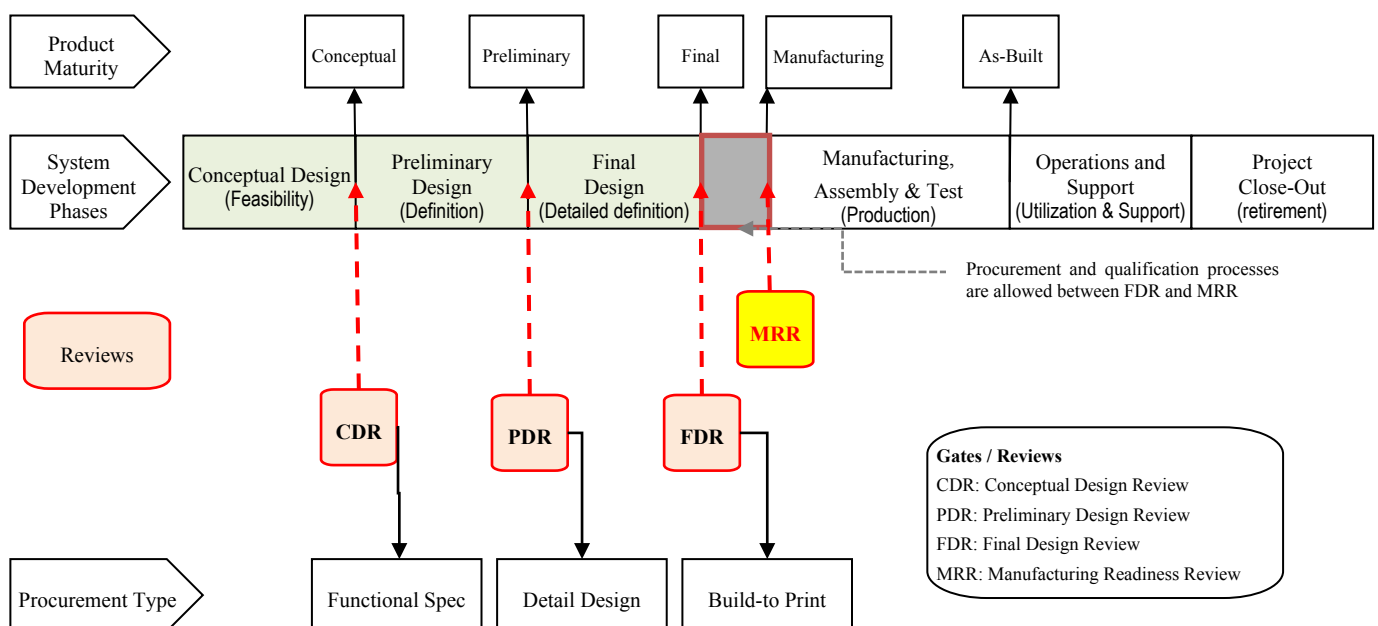 Product
Maturity
Conceptual
Preliminary
Final
Manufacturing
As-Built
System
Development
Phases
Conceptual Design
(Feasibility)
Preliminary
Design
(Definition)
Final
Design
(Detailed definition)
Manufacturing,
Assembly & Test
(Production)
Operations and
Support
(Utilization & Support)
Project
Close-Out
(retirement)
Procurement and qualification processes
are allowed between FDR and MRR
Reviews
MRR
CDR
PDR
FDR
Gates / Reviews
CDR: Conceptual Design Review
PDR: Preliminary Design Review
FDR: Final Design Review
MRR: Manufacturing Readiness Review
Procurement Type
Functional Spec
Detail Design
Build-to Print